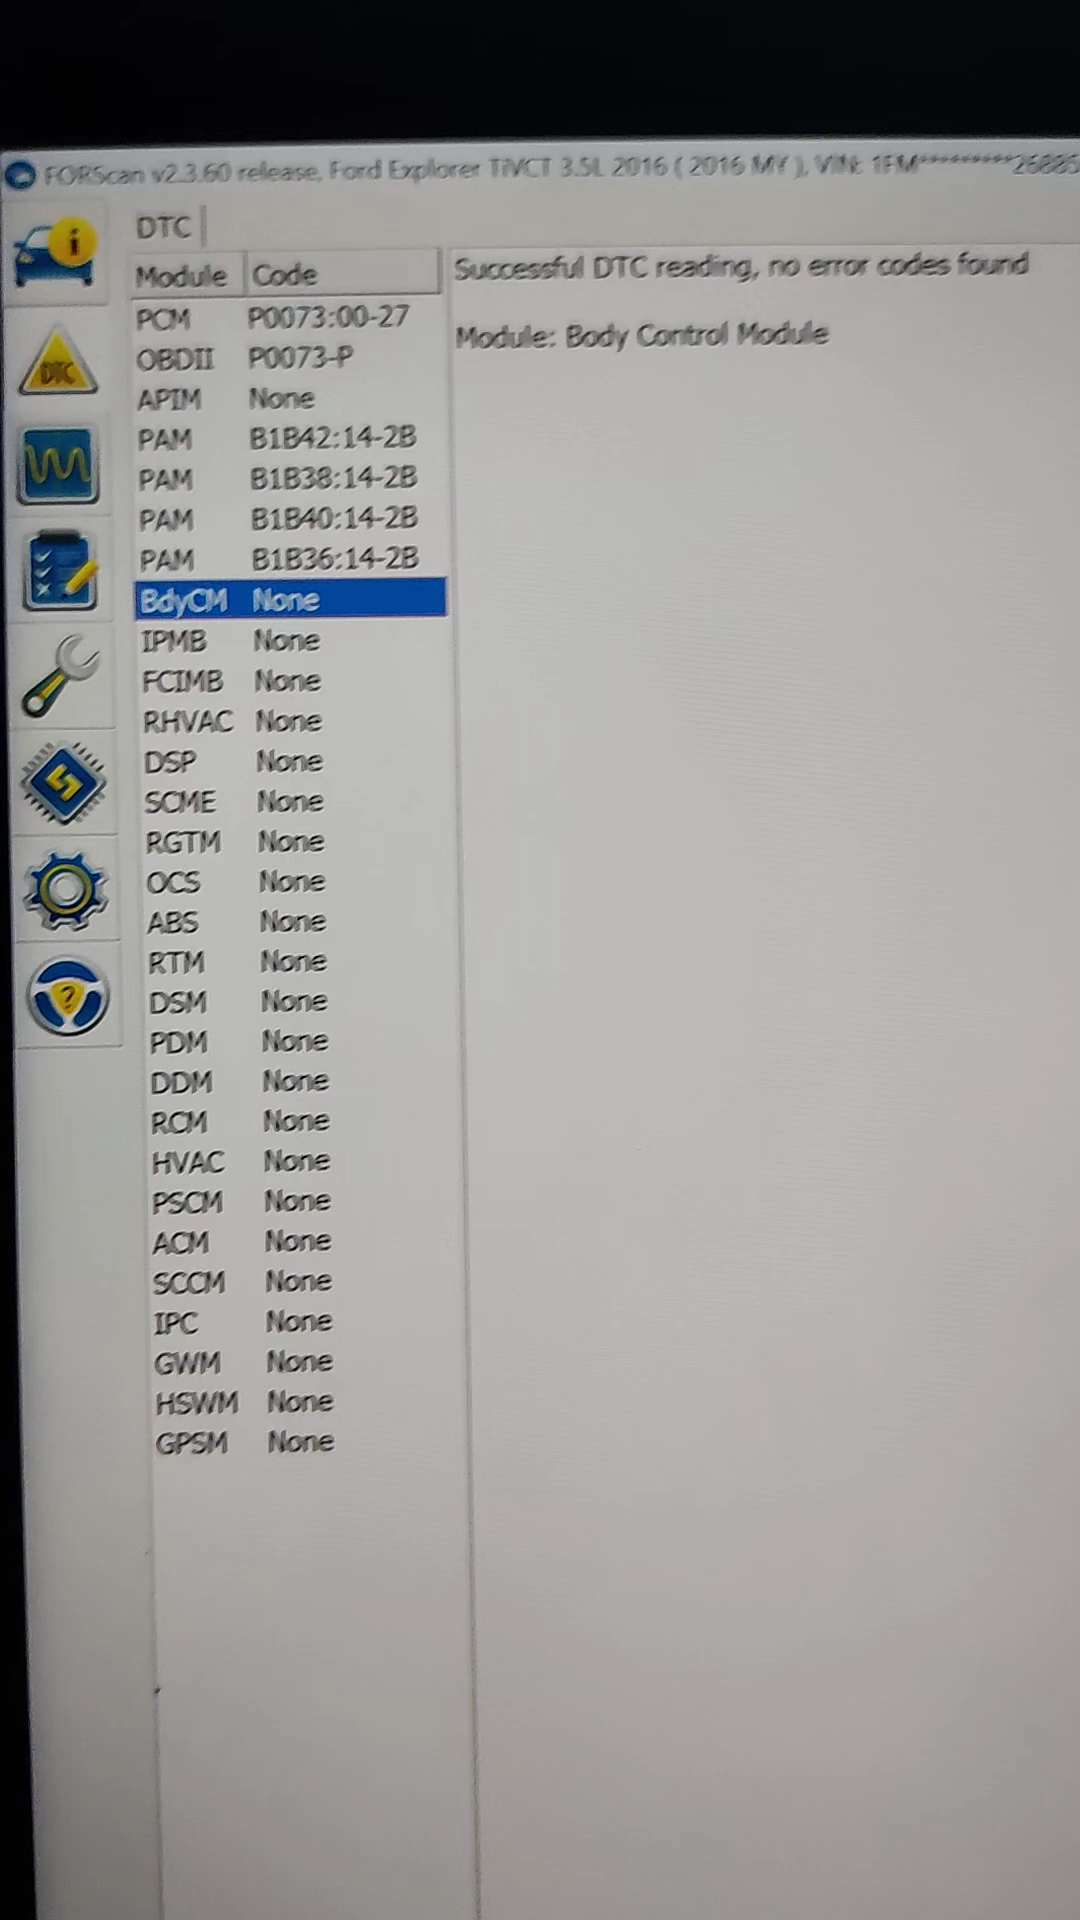 FORScan v2.3.60 release, Ford Explorer TiVCT 3.5L 2016 ( 2016 MY ), VIN: 1FM**********26885
DTC
Module Code
PCM P0073:00-27
OBDII P0073-P
APIM None
PAM B1B42:14-2B
PAM B1B38:14-2B
PAM B1B40:14-2B
PAM B1B36:14-2B
BdyCM None
IPMB None
FCIMB None
RHVAC None
DSP None
SCME None
RGTM None
OCS None
ABS None
RTM None
DSM None
PDM None
DDM None
RCM None
HVAC None
PSCM None
ACM None
SCCM None
IPC None
GWM None
HSWM None
GPSM None
Successful DTC reading, no error codes found
Module: Body Control Module
DTC